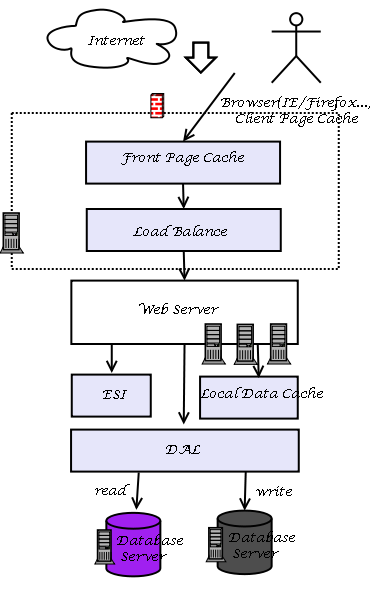 Internet
Browser(IE/Firefox...,
Client Page Cache
Front Page Cache
Load Balance
Web Server
ESI
Local Data Cache
DAL
read
write
Database
Server
Database
Server